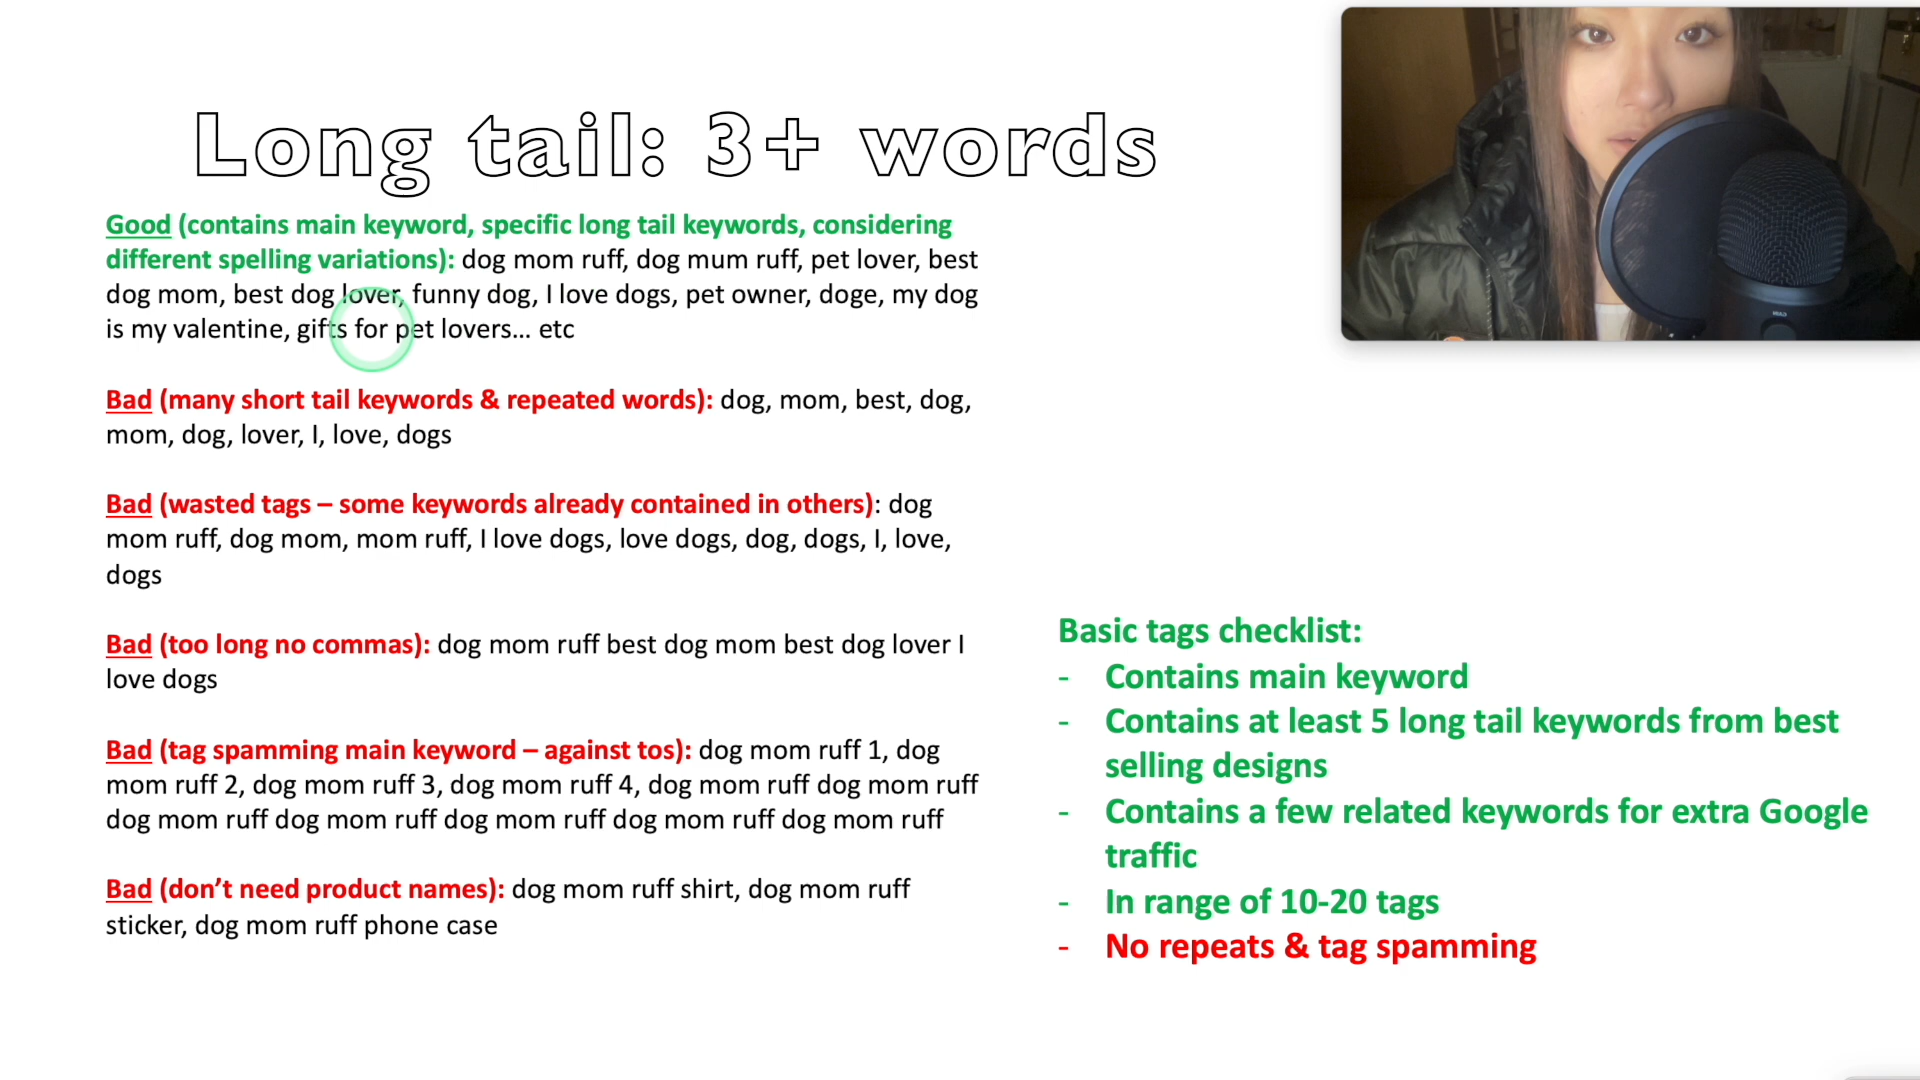 Long tail: 3+ words
Good (contains main keyword, specific long tail keywords, considering
different spelling variations): dog mom ruff, dog mum ruff, pet lover, best
dog mom, best dog lover, funny dog, I love dogs, pet owner, doge, my dog
is my valentine, gifts for pet lovers... etc
Bad (many short tail keywords & repeated words): dog, mom, best, dog,
mom, dog, lover, I, love, dogs
Bad (wasted tags – some keywords already contained in others): dog
mom ruff, dog mom, mom ruff, I love dogs, love dogs, dog, dogs, I, love,
dogs
Bad (too long no commas): dog mom ruff best dog mom best dog lover I
love dogs
Bad (tag spamming main keyword – against tos): dog mom ruff 1, dog
mom ruff 2, dog mom ruff 3, dog mom ruff 4, dog mom ruff dog mom ruff
dog mom ruff dog mom ruff dog mom ruff dog mom ruff dog mom ruff
Bad (don’t need product names): dog mom ruff shirt, dog mom ruff
sticker, dog mom ruff phone case
Basic tags checklist:
- Contains main keyword
- Contains at least 5 long tail keywords from best
selling designs
- Contains a few related keywords for extra Google
traffic
- In range of 10-20 tags
- No repeats & tag spamming